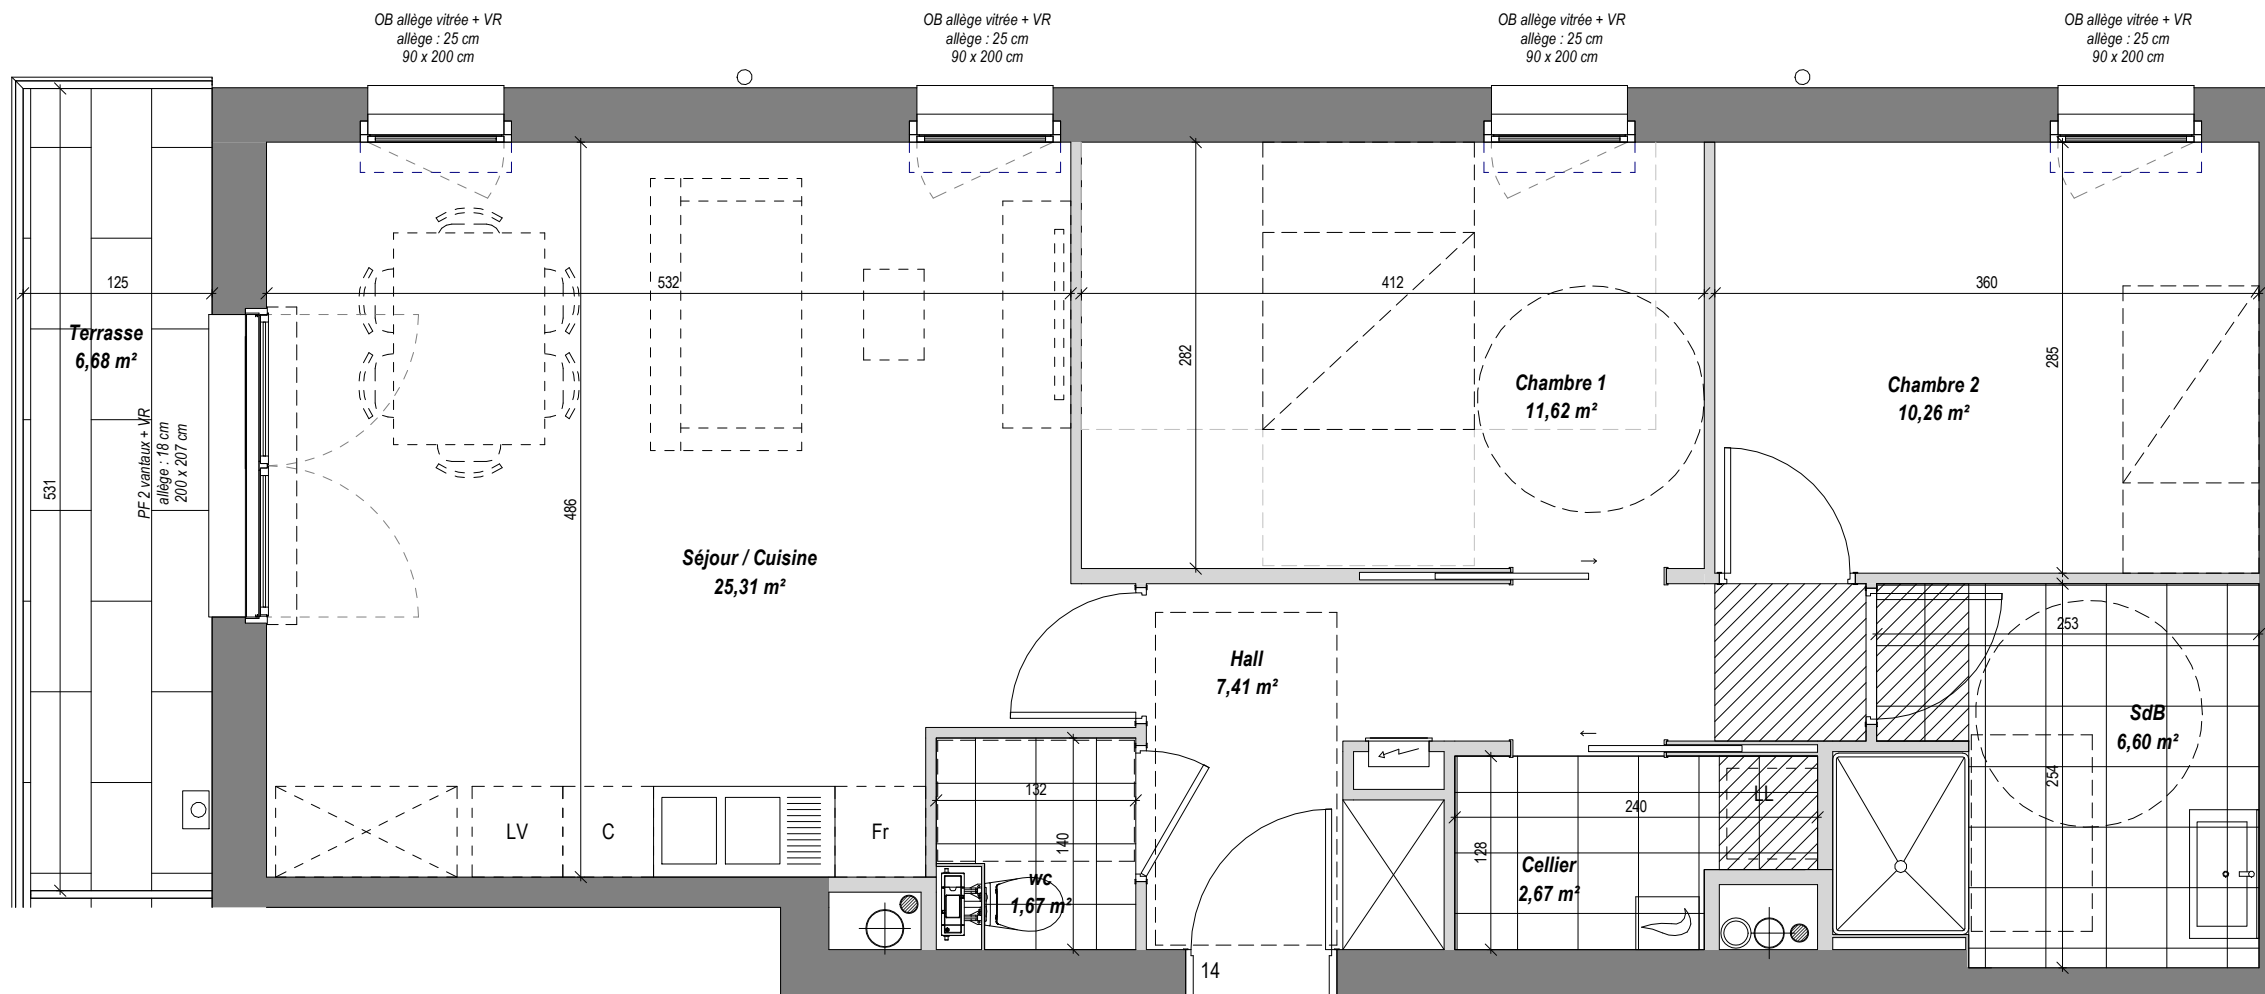 OB allège vitrée + VR
allège : 25 cm
90 x 200 cm
OB allège vitrée + VR
allège : 25 cm
90 x 200 cm
OB allège vitrée + VR
allège : 25 cm
90 x 200 cm
OB allège vitrée + VR
allège : 25 cm
90 x 200 cm
125
532
412
360
Terrasse
6,68 m²
PF 2 vantaux + VR
allège : 18 cm
200 x 207 cm
531
486
282
285
Chambre 1
11,62 m²
Chambre 2
10,26 m²
Séjour / Cuisine
25,31 m²
Hall
7,41 m²
253
SdB
6,60 m²
254
LV
C
Fr
132
140
wc
1,67 m²
128
240
LL
Cellier
2,67 m²
14